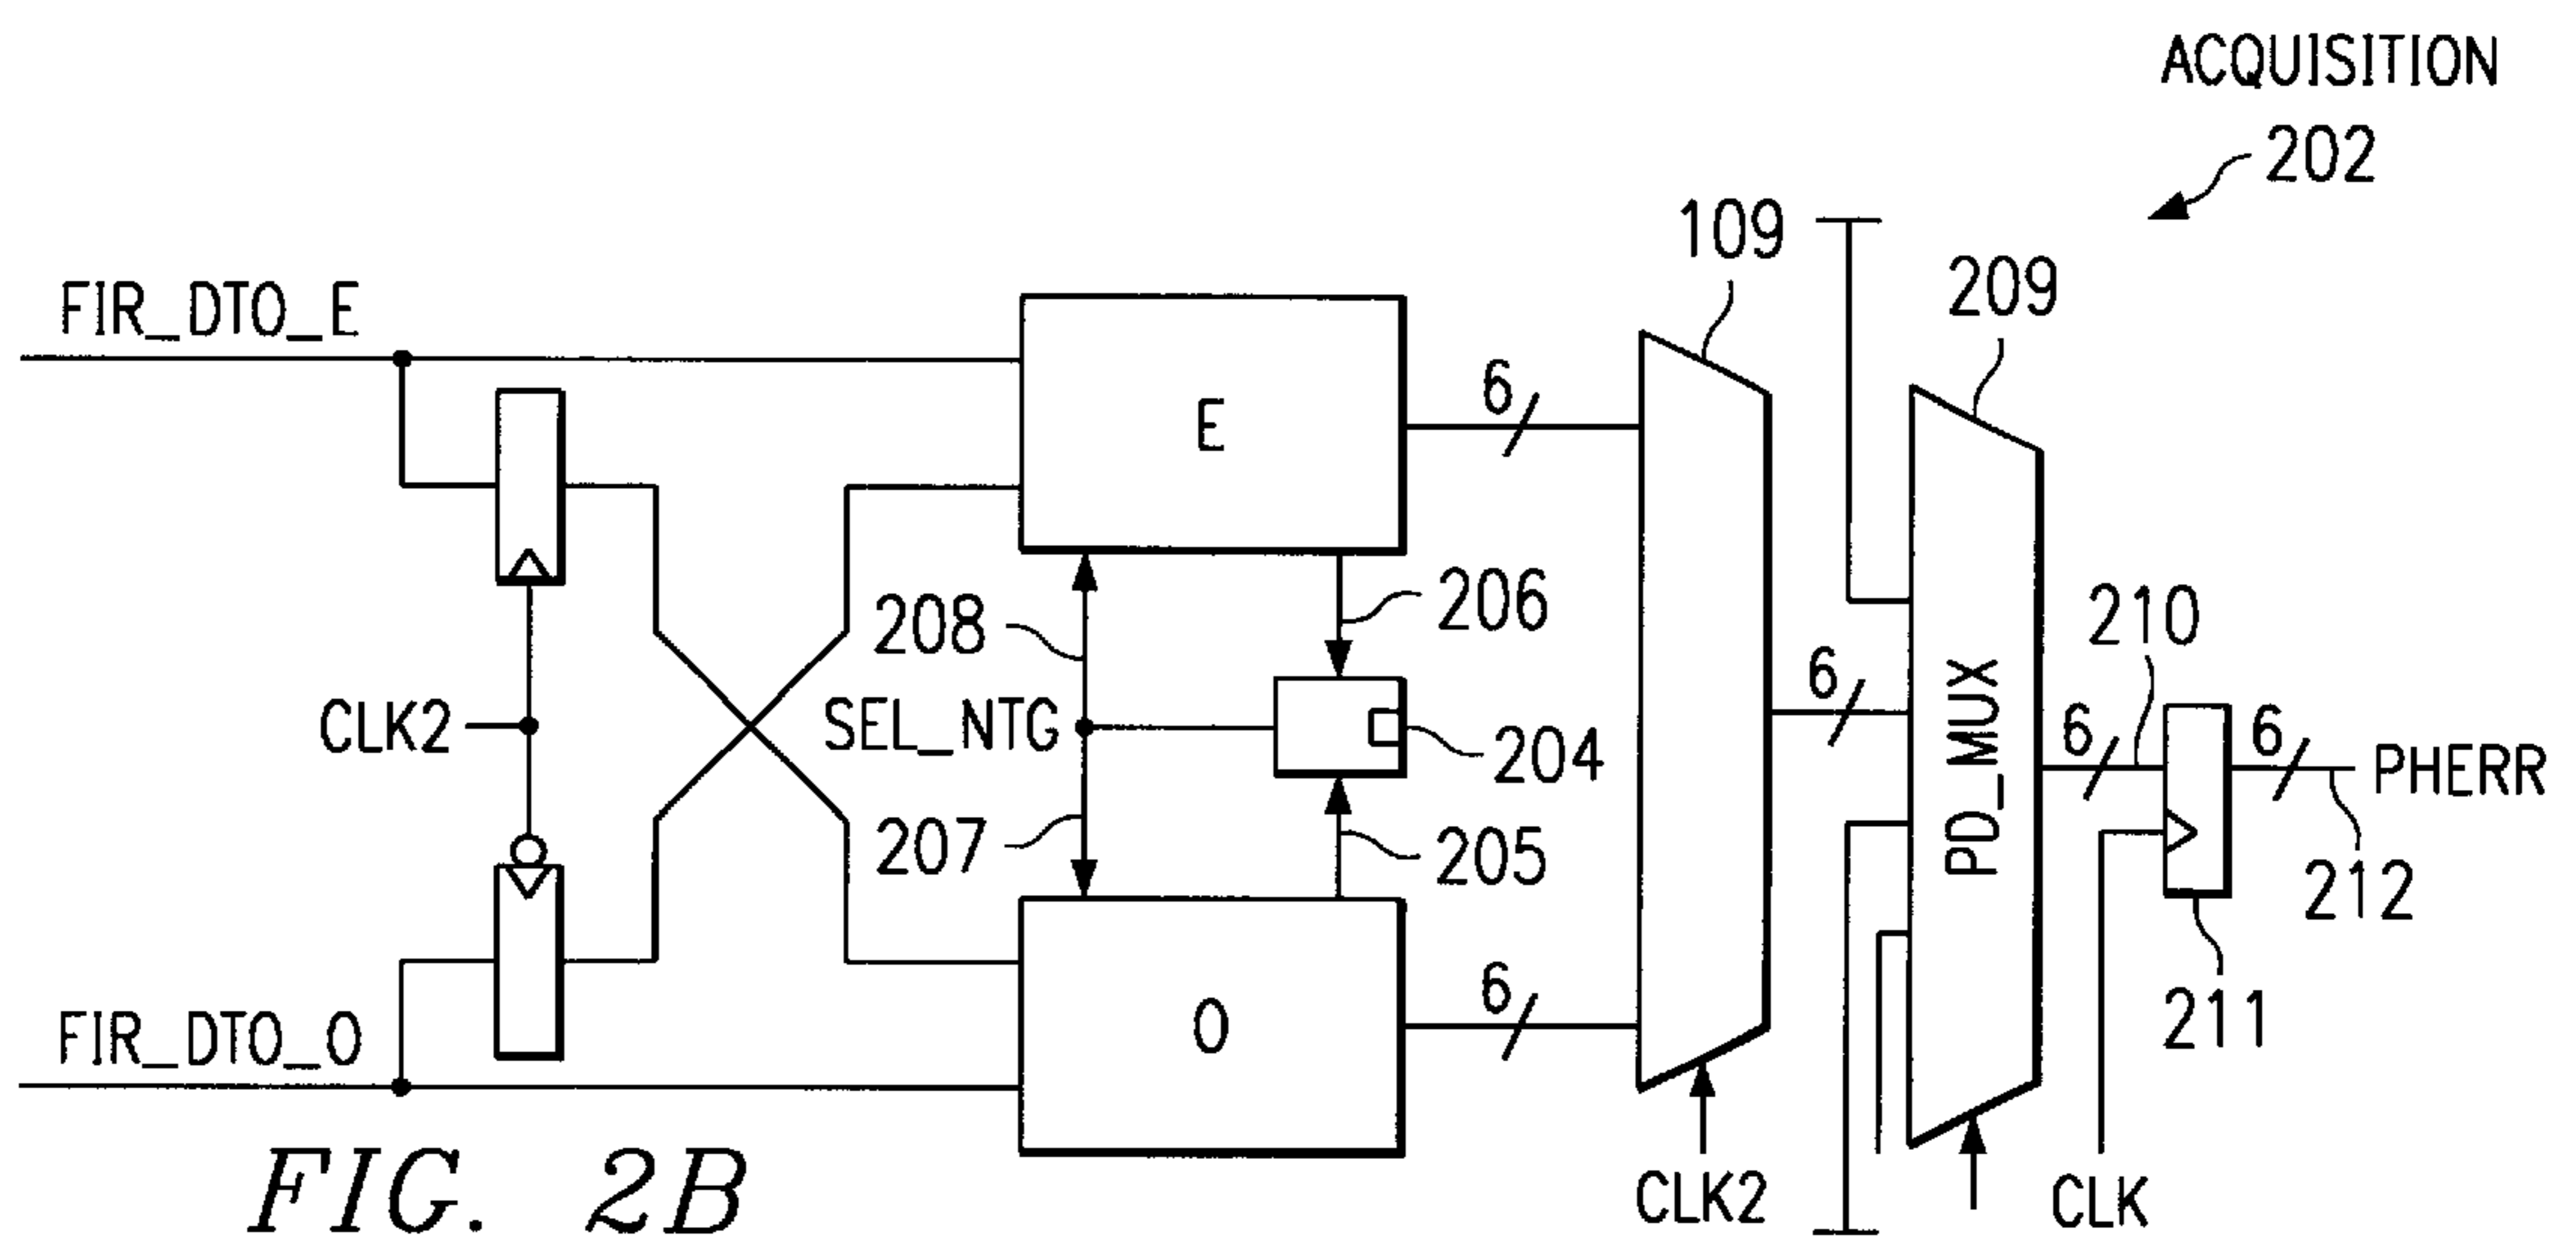 ACQUISITION
202
109
209
FIR_DTO_E
E
6
208
206
210
6
CLK2
SEL_NTG
204
PD_MUX
6
6
PHERR
207
205
212
211
6
FIR_DTO_O
O
CLK2
CLK
FIG. 2B